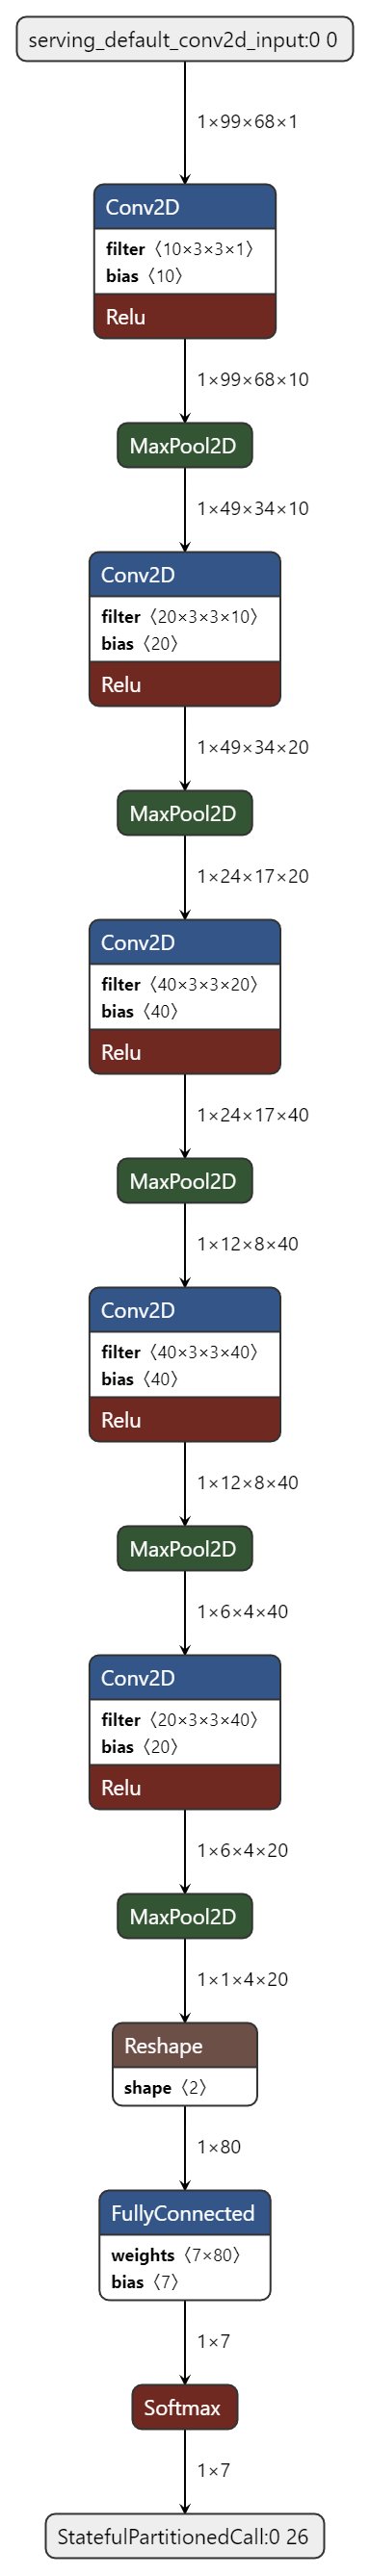 serving_default_conv2d_input:0 0
1×99×68×1
Conv2D
filter ⟨10×3×3×1⟩
bias ⟨10⟩
Relu
1×99×68×10
MaxPool2D
1×49×34×10
Conv2D
filter ⟨20×3×3×10⟩
bias ⟨20⟩
Relu
1×49×34×20
MaxPool2D
1×24×17×20
Conv2D
filter ⟨40×3×3×20⟩
bias ⟨40⟩
Relu
1×24×17×40
MaxPool2D
1×12×8×40
Conv2D
filter ⟨40×3×3×40⟩
bias ⟨40⟩
Relu
1×12×8×40
MaxPool2D
1×6×4×40
Conv2D
filter ⟨20×3×3×40⟩
bias ⟨20⟩
Relu
1×6×4×20
MaxPool2D
1×1×4×20
Reshape
shape ⟨2⟩
1×80
FullyConnected
weights ⟨7×80⟩
bias ⟨7⟩
1×7
Softmax
1×7
StatefulPartitionedCall:0 26